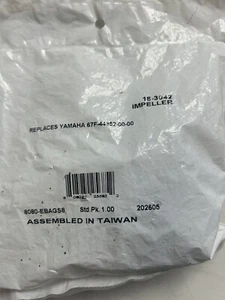 18-3042
IMPELLER
REPLACES YAMAHA 67F-44352-00-00
8080-EBAGS8 Std Pk. 1.00 202605
ASSEMBLED IN TAIWAN